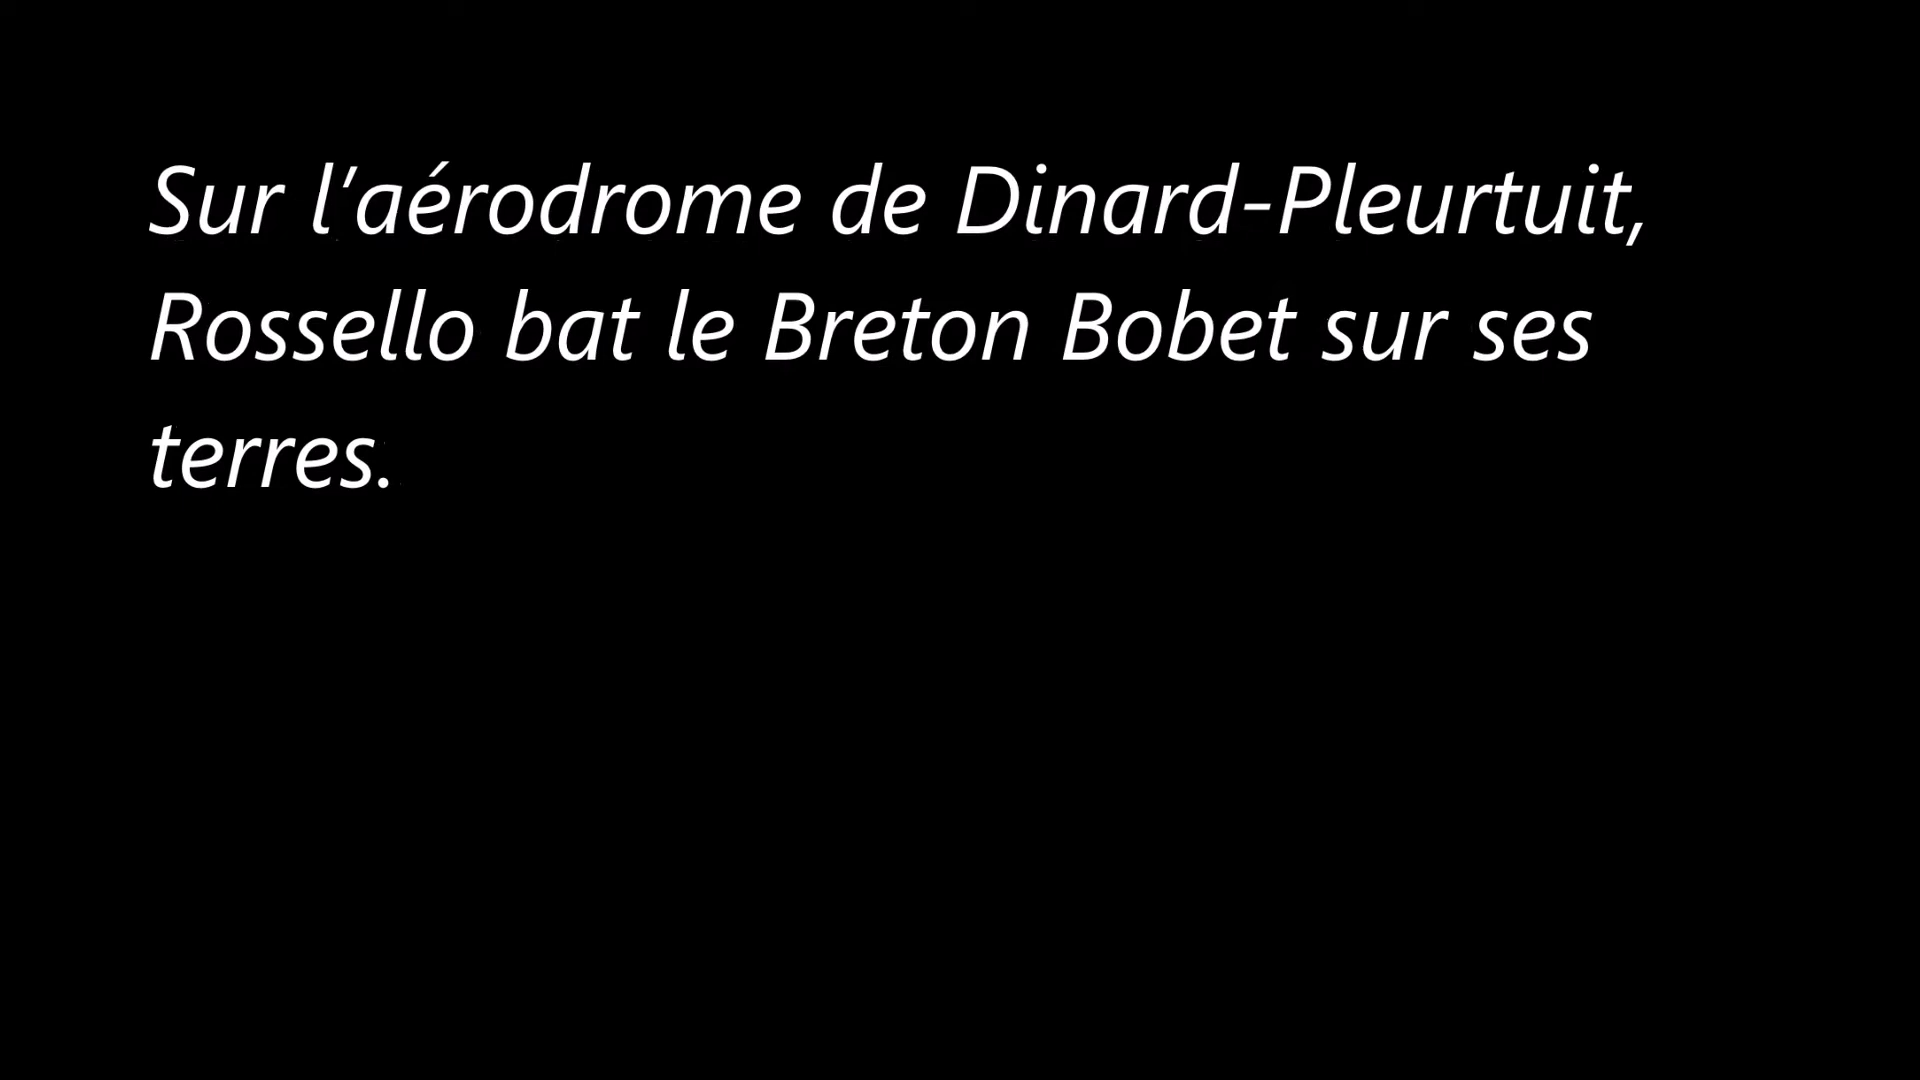 Sur l'aérodrome de Dinard-Pleurtuit,
Rossello bat le Breton Bobet sur ses
terres.